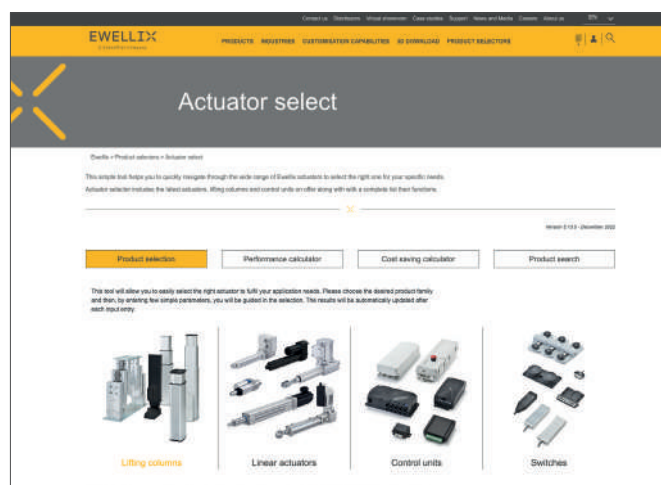 Contact us Distributors Virtual showroom Case studies Support News and Media Careers About us EN
EWELLIX
PRODUCTS INDUSTRIES CUSTOMISATION CAPABILITIES 3D DOWNLOAD PRODUCT SELECTORS
Actuator select
Ewellix > Product selectors > Actuator select
This simple tool helps you to quickly navigate through the wide range of Ewellix actuators to select the right one for your specific needs.
Actuator selector includes the latest actuators, lifting columns and control units on offer along with with a complete list their functions.
Product selection
Performance calculator
Cost saving calculator
Product search
This tool will allow you to easily select the right actuator to fulfil your application needs. Please choose the desired product family
and then, by entering few simple parameters, you will be guided in the selection. The results will be automatically updated after
each input entry.
Lifting columns
Linear actuators
Control units
Switches